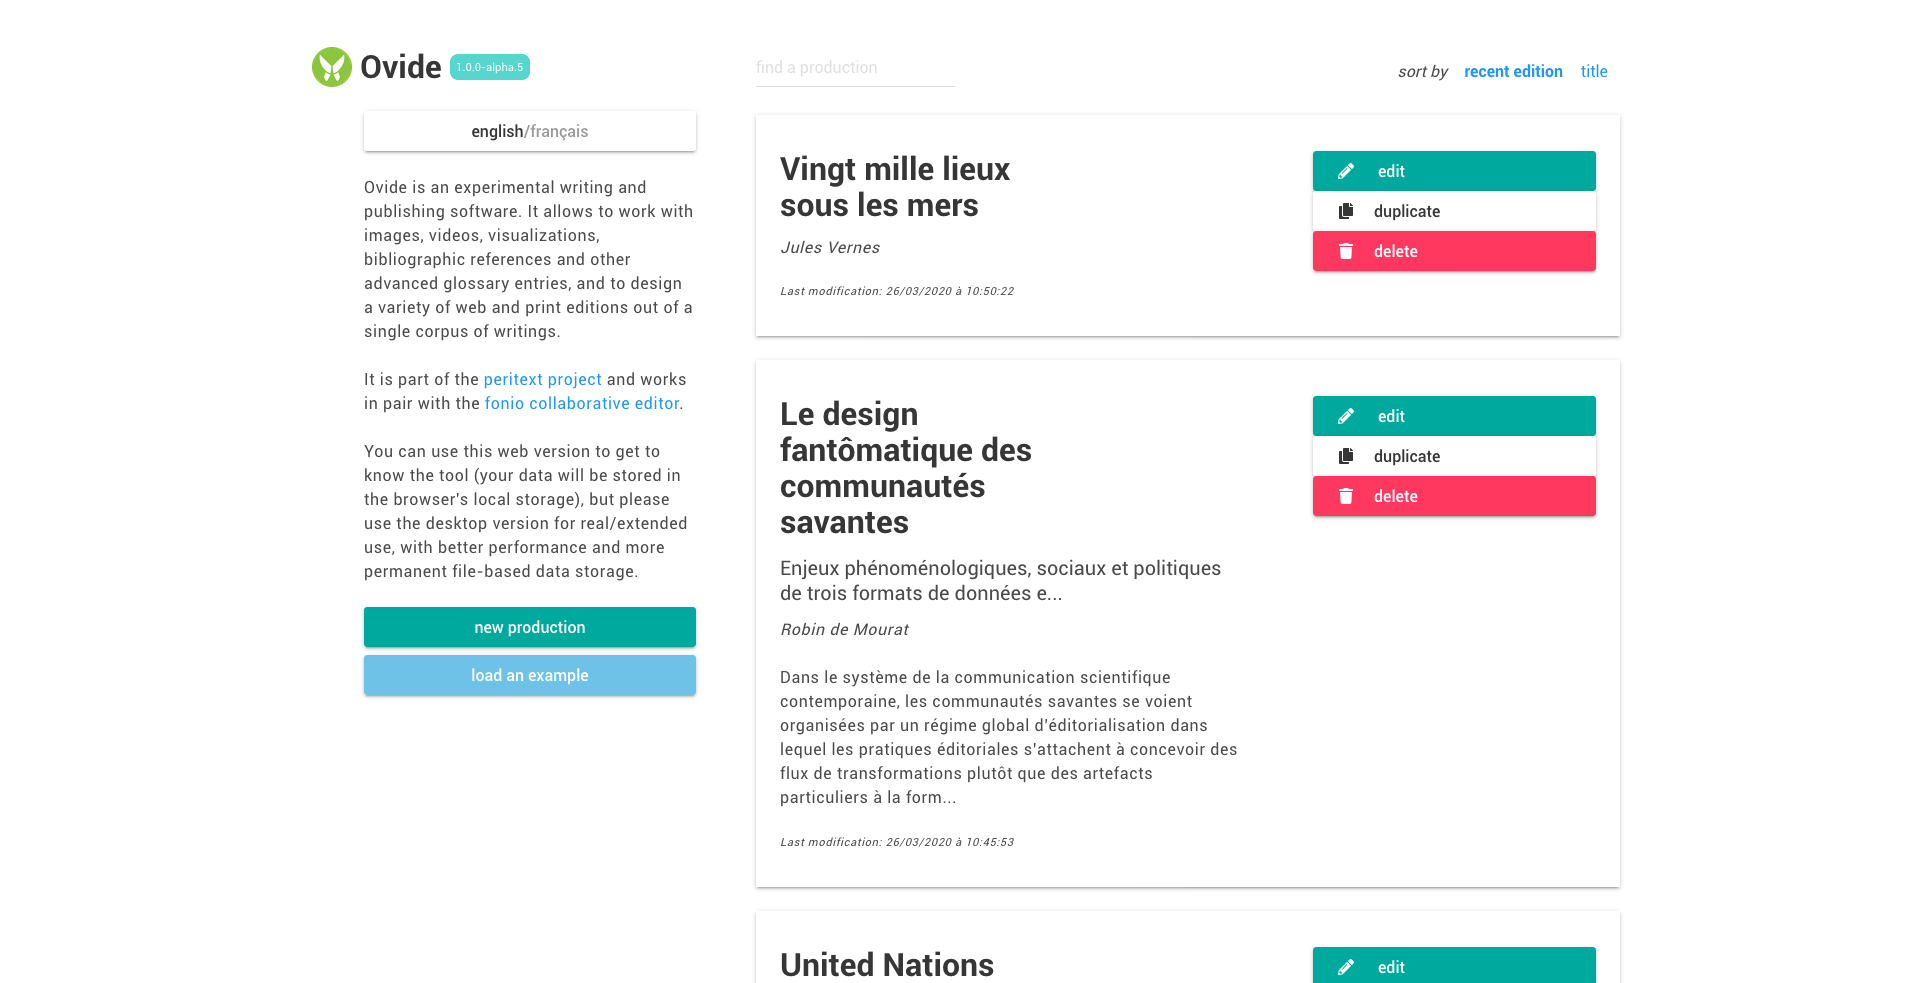 Ovide 1.0.0-alpha.5
english/français
Ovide is an experimental writing and
publishing software. It allows to work with
images, videos, visualizations,
bibliographic references and other
advanced glossary entries, and to design
a variety of web and print editions out of a
single corpus of writings.
It is part of the peritext project and works
in pair with the fonio collaborative editor.
You can use this web version to get to
know the tool (your data will be stored in
the browser's local storage), but please
use the desktop version for real/extended
use, with better performance and more
permanent file-based data storage.
new production
load an example
find a production
sort by recent edition title
Vingt mille lieux
sous les mers
Jules Vernes
Last modification: 26/03/2020 à 10:50:22
edit
duplicate
delete
Le design
fantômatique des
communautés
savantes
Enjeux phénoménologiques, sociaux et politiques
de trois formats de données e...
Robin de Mourat
Dans le système de la communication scientifique
contemporaine, les communautés savantes se voient
organisées par un régime global d'éditorialisation dans
lequel les pratiques éditoriales s'attachent à concevoir des
flux de transformations plutôt que des artefacts
particuliers à la form...
Last modification: 26/03/2020 à 10:45:53
edit
duplicate
delete
United Nations
edit